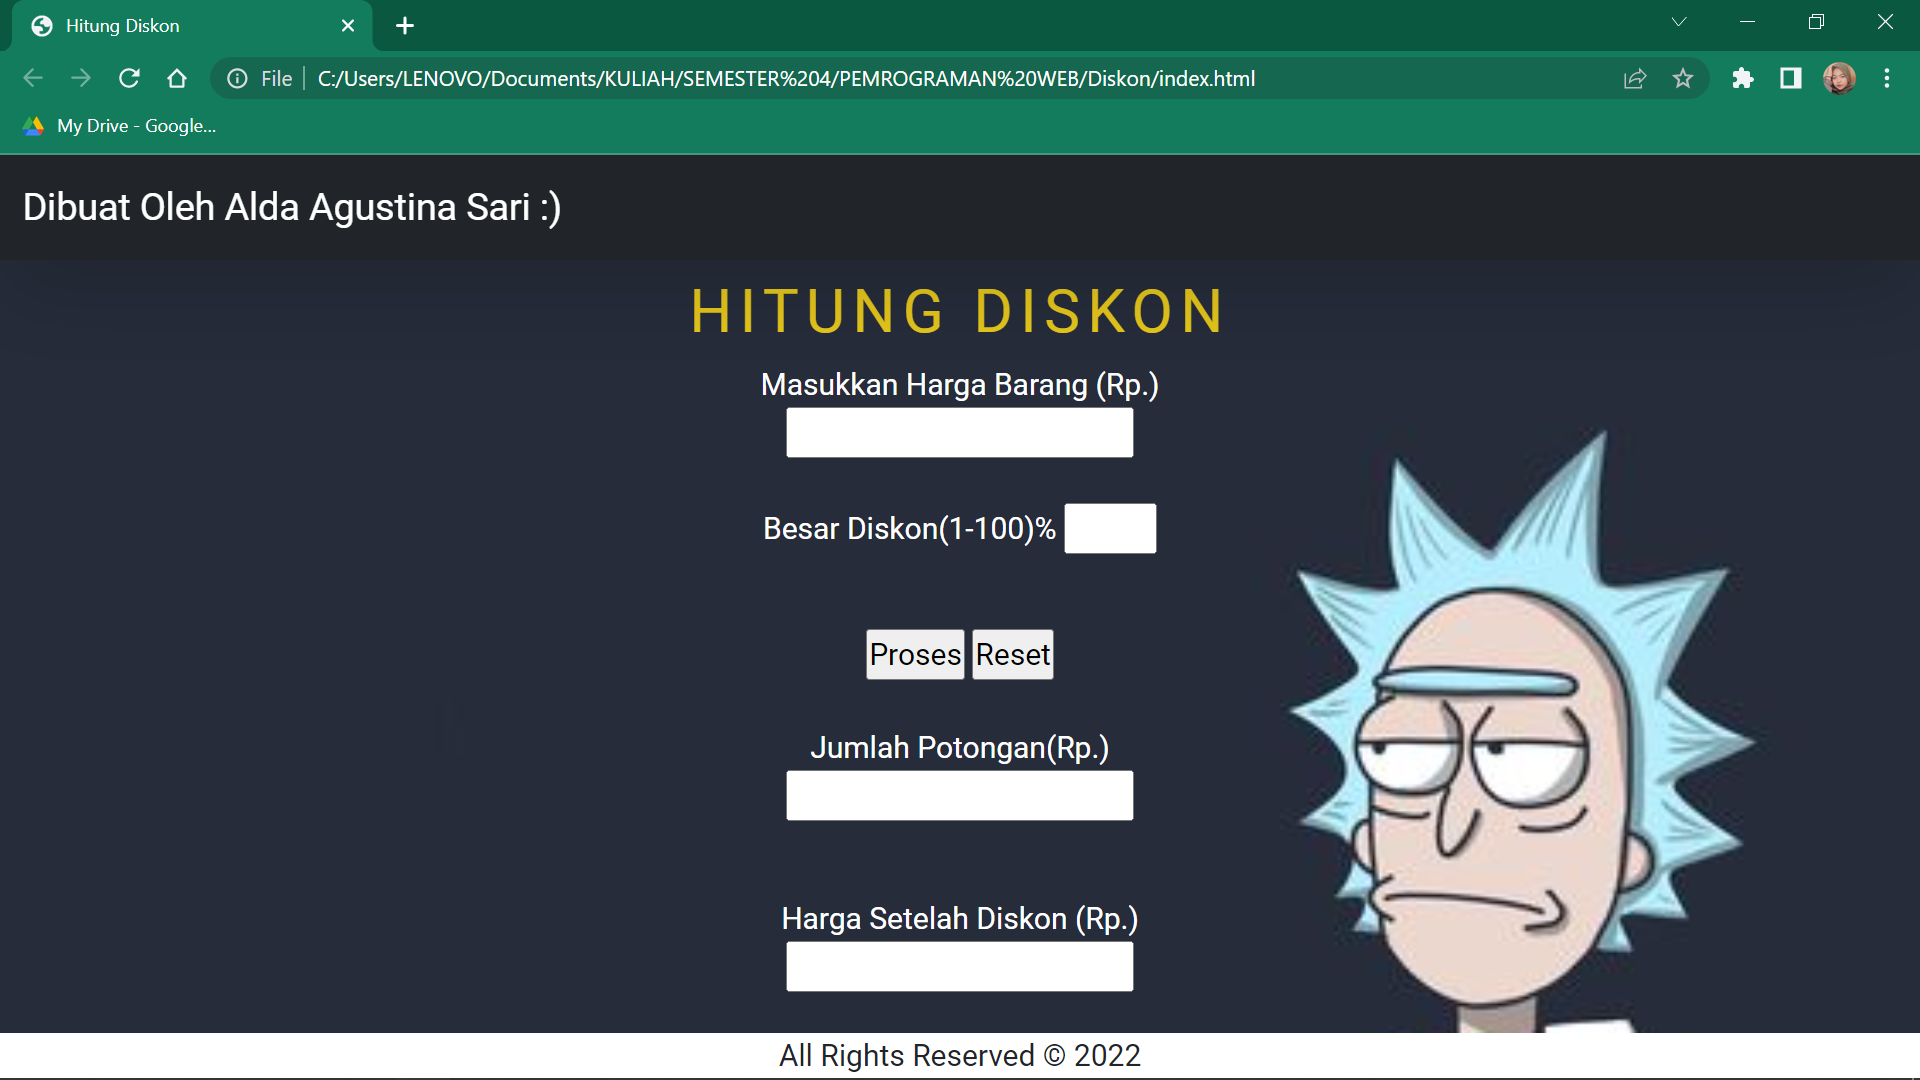 Hitung Diskon
File
C:/Users/LENOVO/Documents/KULIAH/SEMESTER%204/PEMROGRAMAN%20WEB/Diskon/index.html
My Drive - Google...
Dibuat Oleh Alda Agustina Sari :)
HITUNG DISKON
Masukkan Harga Barang (Rp.)
Besar Diskon(1-100)%
Proses Reset
Jumlah Potongan(Rp.)
Harga Setelah Diskon (Rp.)
All Rights Reserved © 2022